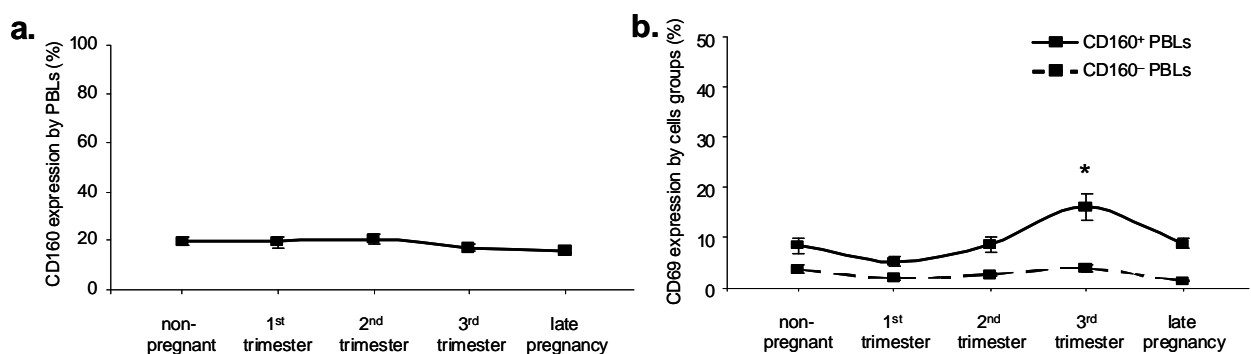 a.
CD160 expression by PBLs (%)
100
80
60
40
20
0
non-
pregnant
1st
trimester
2nd
trimester
3rd
trimester
late
pregnancy
b.
CD69 expression by cells groups (%)
50
40
30
20
10
0
CD160+ PBLs
CD160– PBLs
*
non-
pregnant
1st
trimester
2nd
trimester
3rd
trimester
late
pregnancy